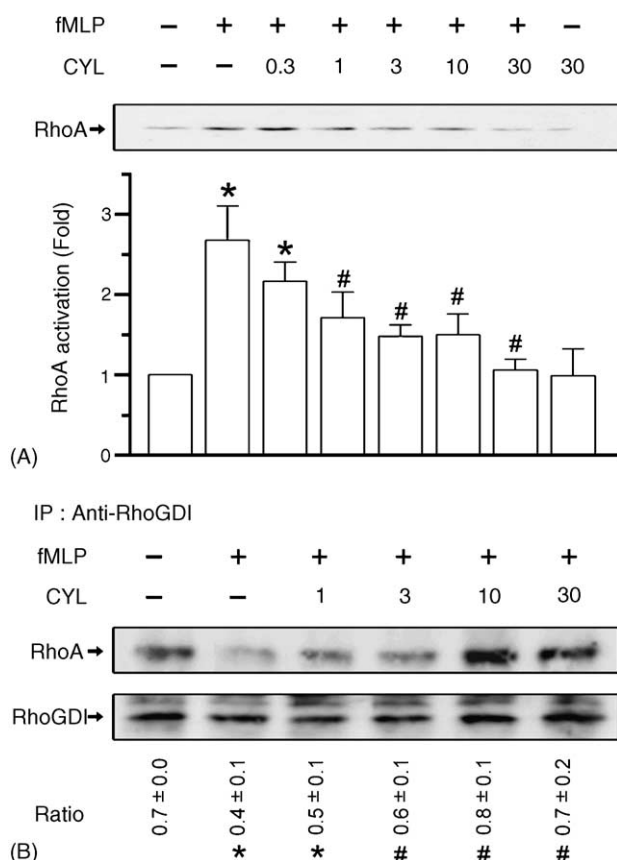 fMLP − + + + + + + −
CYL − − 0.3 1 3 10 30 30
RhoA→
RhoA activation (Fold)
3
2
1
0
* * # # # #
(A)
IP : Anti-RhoGDI
fMLP − + + + + +
CYL − − 1 3 10 30
RhoA→
RhoGDI→
Ratio 0.7 ± 0.0 0.4 ± 0.1 0.5 ± 0.1 0.6 ± 0.1 0.8 ± 0.1 0.7 ± 0.2
(B) * * # # #